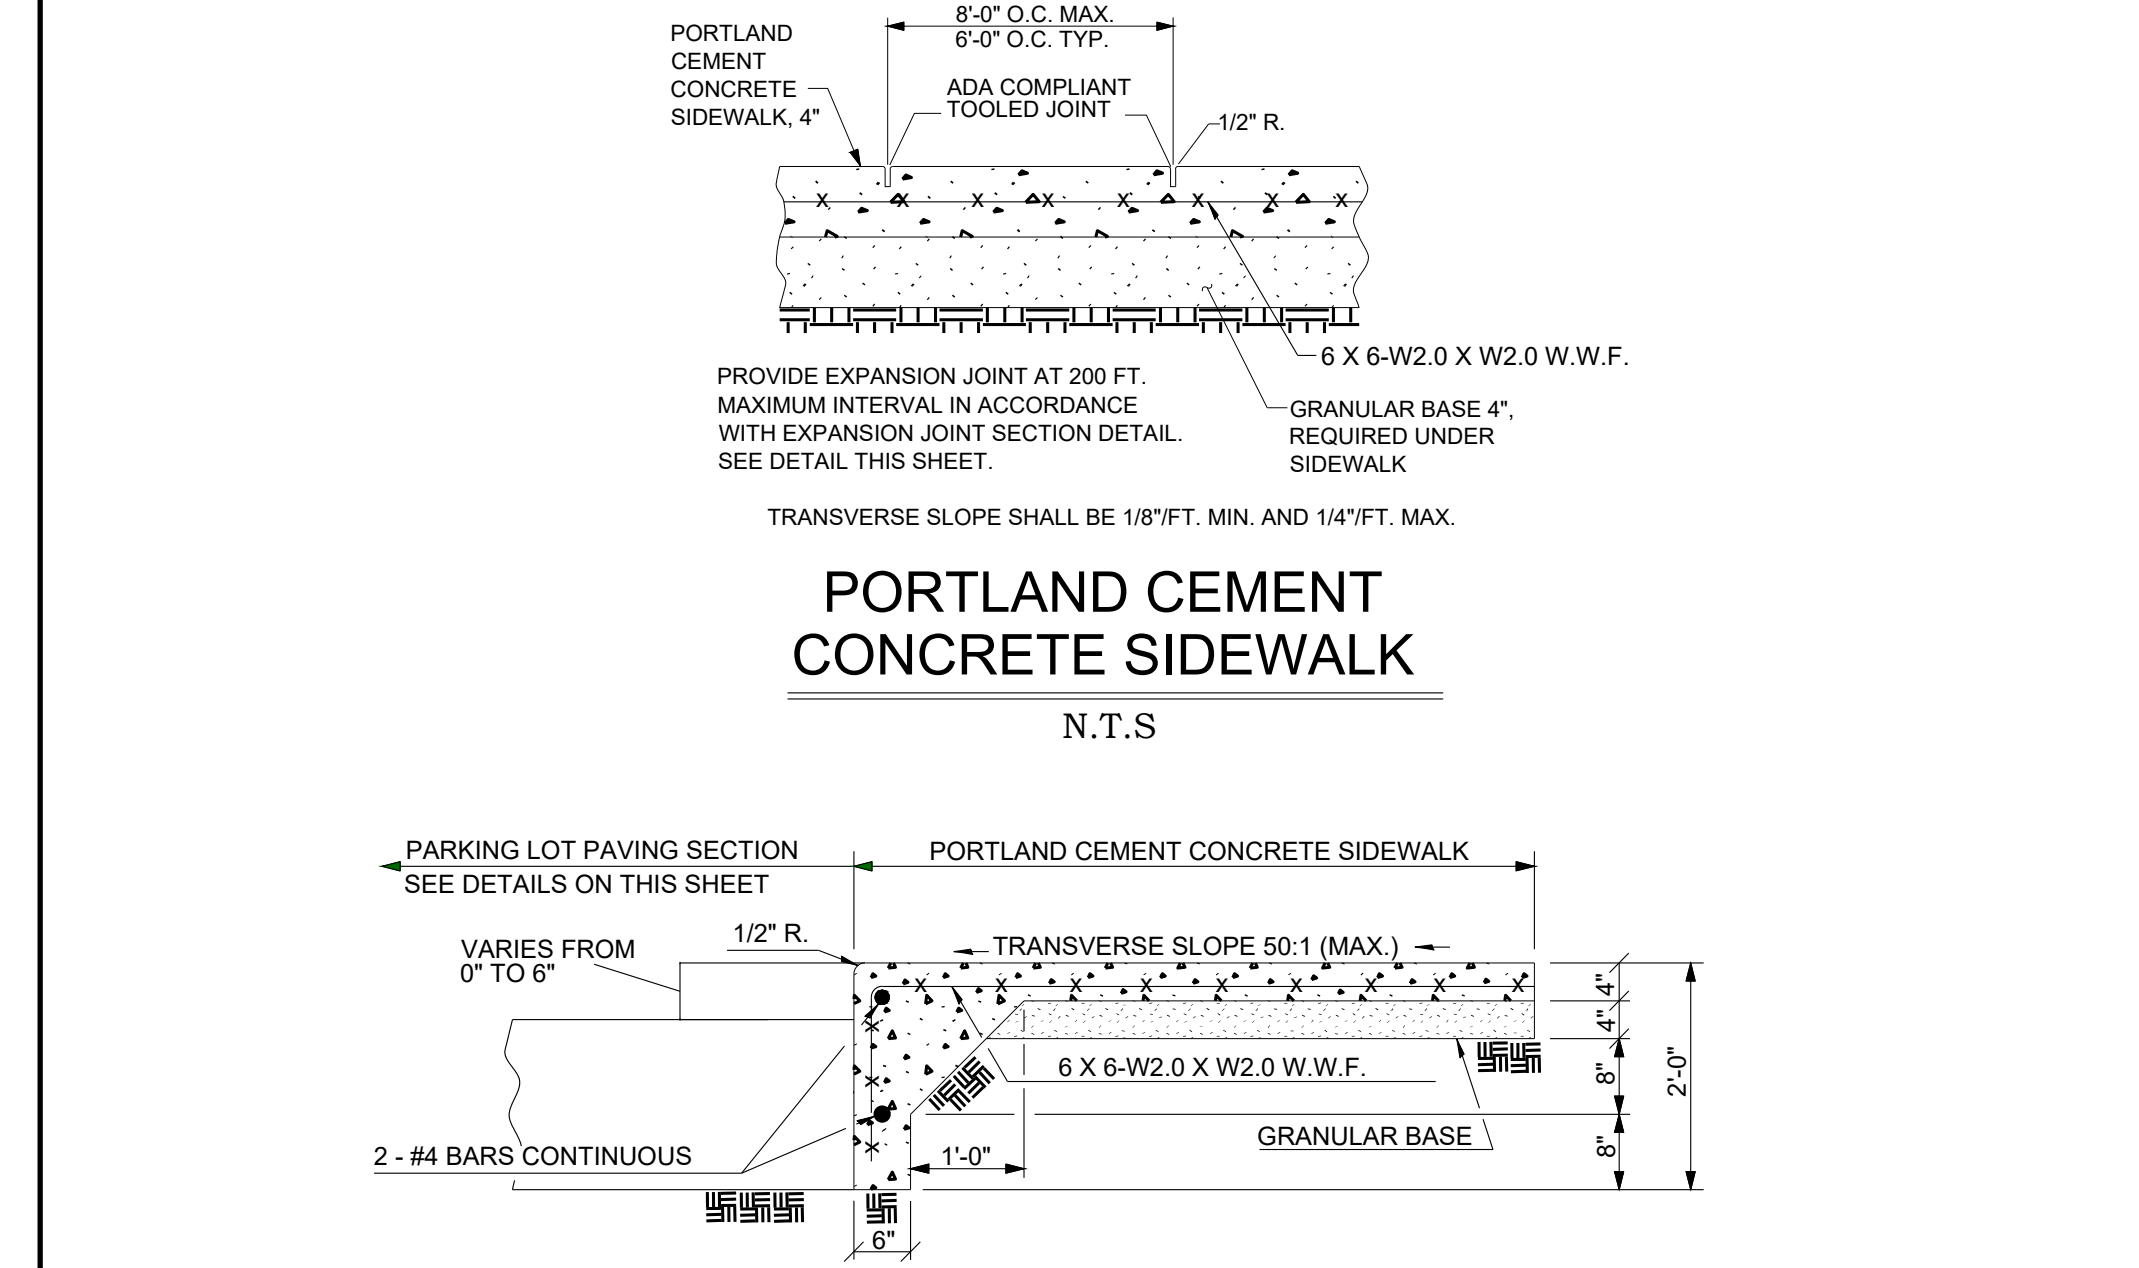 8'-0" O.C. MAX.
6'-0" O.C. TYP.
PORTLAND
CEMENT
CONCRETE
SIDEWALK, 4"
ADA COMPLIANT
TOOLED JOINT
1/2" R.
X X X X X X X X
6 X 6-W2.0 X W2.0 W.W.F.
PROVIDE EXPANSION JOINT AT 200 FT.
MAXIMUM INTERVAL IN ACCORDANCE
WITH EXPANSION JOINT SECTION DETAIL.
SEE DETAIL THIS SHEET.
GRANULAR BASE 4",
REQUIRED UNDER
SIDEWALK
TRANSVERSE SLOPE SHALL BE 1/8"/FT. MIN. AND 1/4"/FT. MAX.
PORTLAND CEMENT
CONCRETE SIDEWALK
N.T.S
PARKING LOT PAVING SECTION
SEE DETAILS ON THIS SHEET
PORTLAND CEMENT CONCRETE SIDEWALK
VARIES FROM
0" TO 6"
1/2" R.
TRANSVERSE SLOPE 50:1 (MAX.)
X X X X X X X X X
X
X
X
4"
4"
8"
8"
2'-0"
6 X 6-W2.0 X W2.0 W.W.F.
GRANULAR BASE
2 - #4 BARS CONTINUOUS
1'-0"
6"